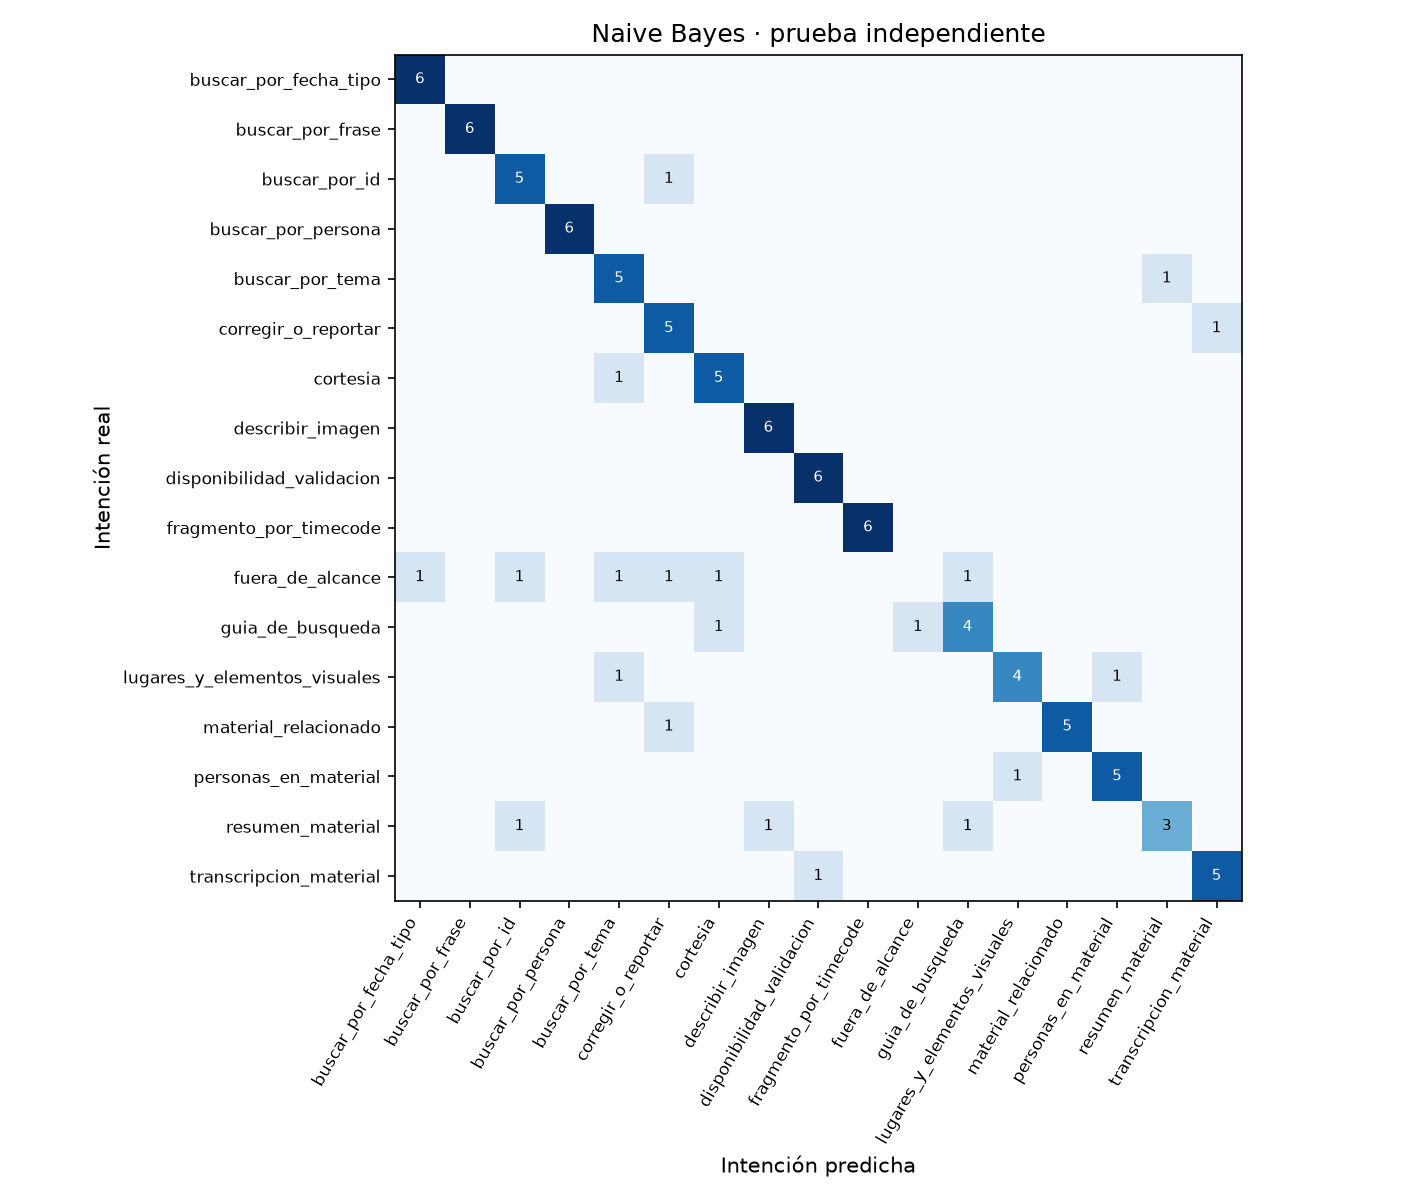 Naive Bayes · prueba independiente
buscar_por_fecha_tipo 6
buscar_por_frase 6
buscar_por_id 5 1
buscar_por_persona 6
buscar_por_tema 5 1
corregir_o_reportar 5 1
cortesia 1 5
describir_imagen 6
disponibilidad_validacion 6
fragmento_por_timecode 6
fuera_de_alcance 1 1 1 1 1 1
guia_de_busqueda 1 1 4
lugares_y_elementos_visuales 1 4 1
material_relacionado 1 5
personas_en_material 1 5
resumen_material 1 1 1 3
transcripcion_material 1 5
Intención real
buscar_por_fecha_tipo
buscar_por_frase
buscar_por_id
buscar_por_persona
buscar_por_tema
corregir_o_reportar
cortesia
describir_imagen
disponibilidad_validacion
fragmento_por_timecode
fuera_de_alcance
guia_de_busqueda
lugares_y_elementos_visuales
material_relacionado
personas_en_material
resumen_material
transcripcion_material
Intención predicha